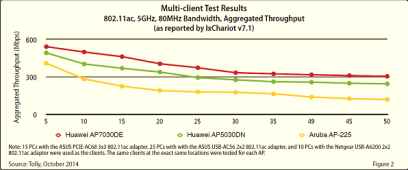 Multi-client Test Results
802.11ac, 5GHz, 80MHz Bandwidth, Aggregated Throughput
(as reported by IxChariot v7.1)
Aggregated Throughput (Mbps)
600
300
0
5 10 15 20 25 30 35 40 45 50
Huawei AP7030DE Huawei AP5030DN Aruba AP-225
Note: 15 PCs with the ASUS PCIE-AC68 3x3 802.11ac adapter, 25 PCs with with the ASUS USB-AC56 2x2 802.11ac adapter, and 10 PCs with the Netgear USB-A6200 2x2
802.11ac adapter were used as the clients. The same clients at the exact same locations were tested for each AP.
Source: Tolly, October 2014 Figure 2